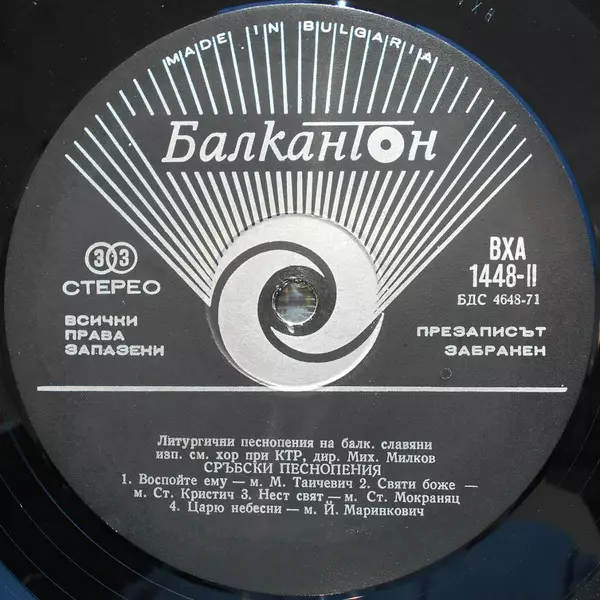 MADE IN BULGARIA
Балкантон
33
СТЕРЕО
ВСИЧКИ
ПРАВА
ЗАПАЗЕНИ
ВХА
1448-II
БДС 4648-71
ПРЕЗАПИСЪТ
ЗАБРАНЕН
Литургични песнопения на балк. славяни
изп. см. хор при КТР, дир. Мих. Милков
СРЪБСКИ ПЕСНОПЕНИЯ
1. Воспойте ему — м. М. Таичевич 2. Святи боже —
м. Ст. Кристич 3. Нест свят — м. Ст. Мокраняц
4. Царю небесни — м. Й. Маринкович